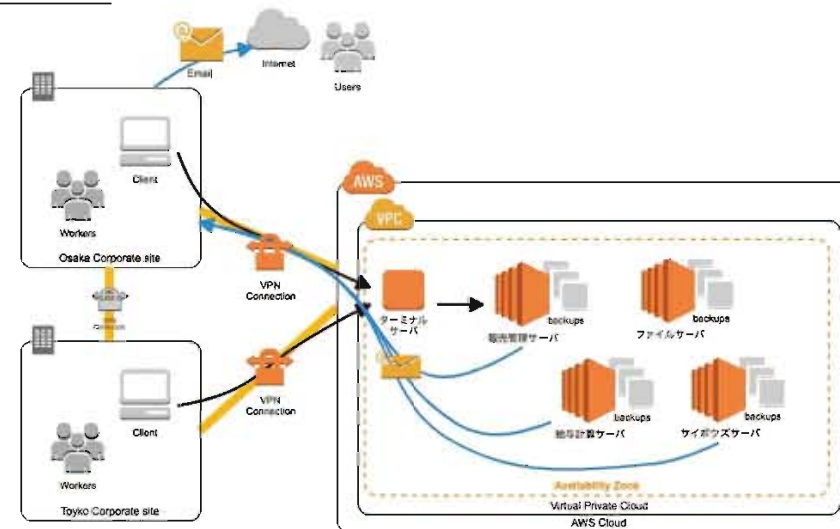 Email
Internet
Users
Client
Workers
Osaka Corporate site
VPN
Connection
AWS
VPC
ターミナル
サーバ
backups
販売管理サーバ
backups
ファイルサーバ
VPN
Connection
Client
Workers
Toyko Corporate site
backups
給与計算サーバ
backups
サイボウズサーバ
Availability Zone
Virtual Private Cloud
AWS Cloud